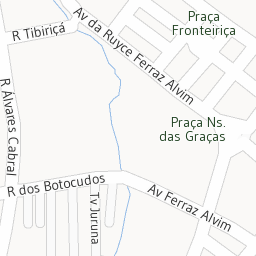 Praça
Fronteiriça
Av da Ruyce Ferraz Alvim
R Tibiriçá
R Álvares Cabral
Praça Ns.
das Graças
R dos Botocudos
Tv Juruna
Av Ferraz Alvim